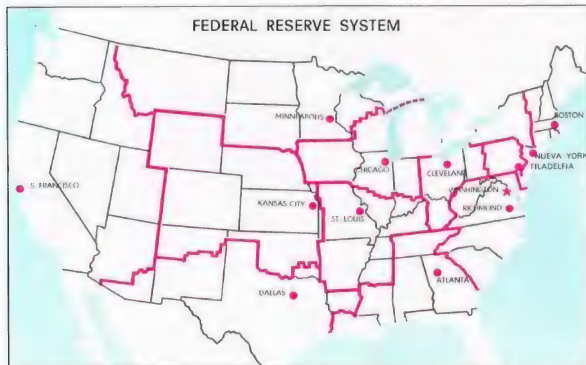 FEDERAL RESERVE SYSTEM
MINNEAPOLIS
BOSTON
NUEVA YORK
FILADELFIA
CHICAGO
CLEVELAND
WASHINGTON
S. FRANCISCO
KANSAS CITY
ST. LOUIS
RICHMOND
ATLANTA
DALLAS